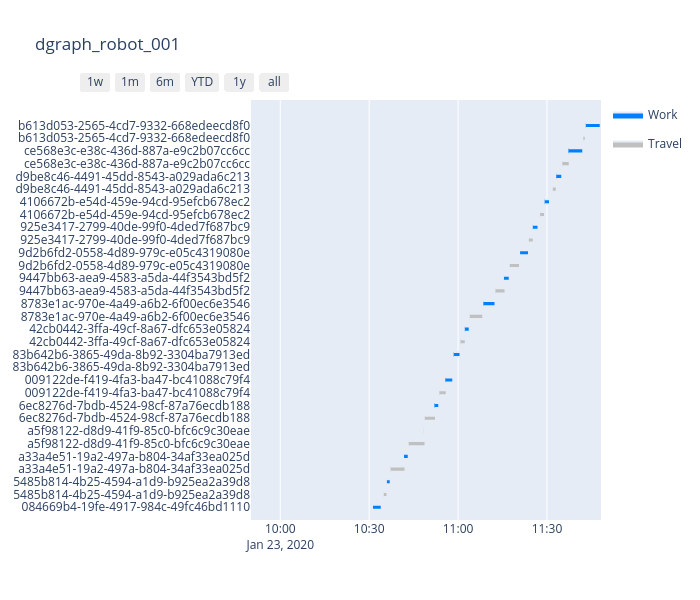 dgraph_robot_001
1w 1m 6m YTD 1y all
Work
Travel
b613d053-2565-4cd7-9332-668edeecd8f0
b613d053-2565-4cd7-9332-668edeecd8f0
ce568e3c-e38c-436d-887a-e9c2b07cc6cc
ce568e3c-e38c-436d-887a-e9c2b07cc6cc
d9be8c46-4491-45dd-8543-a029ada6c213
d9be8c46-4491-45dd-8543-a029ada6c213
4106672b-e54d-459e-94cd-95efcb678ec2
4106672b-e54d-459e-94cd-95efcb678ec2
925e3417-2799-40de-99f0-4ded7f687bc9
925e3417-2799-40de-99f0-4ded7f687bc9
9d2b6fd2-0558-4d89-979c-e05c4319080e
9d2b6fd2-0558-4d89-979c-e05c4319080e
9447bb63-aea9-4583-a5da-44f3543bd5f2
9447bb63-aea9-4583-a5da-44f3543bd5f2
8783e1ac-970e-4a49-a6b2-6f00ec6e3546
8783e1ac-970e-4a49-a6b2-6f00ec6e3546
42cb0442-3ffa-49cf-8a67-dfc653e05824
42cb0442-3ffa-49cf-8a67-dfc653e05824
83b642b6-3865-49da-8b92-3304ba7913ed
83b642b6-3865-49da-8b92-3304ba7913ed
009122de-f419-4fa3-ba47-bc41088c79f4
009122de-f419-4fa3-ba47-bc41088c79f4
6ec8276d-7bdb-4524-98cf-87a76ecdb188
6ec8276d-7bdb-4524-98cf-87a76ecdb188
a5f98122-d8d9-41f9-85c0-bfc6c9c30eae
a5f98122-d8d9-41f9-85c0-bfc6c9c30eae
a33a4e51-19a2-497a-b804-34af33ea025d
a33a4e51-19a2-497a-b804-34af33ea025d
5485b814-4b25-4594-a1d9-b925ea2a39d8
5485b814-4b25-4594-a1d9-b925ea2a39d8
084669b4-19fe-4917-984c-49fc46bd1110
10:00 10:30 11:00 11:30
Jan 23, 2020